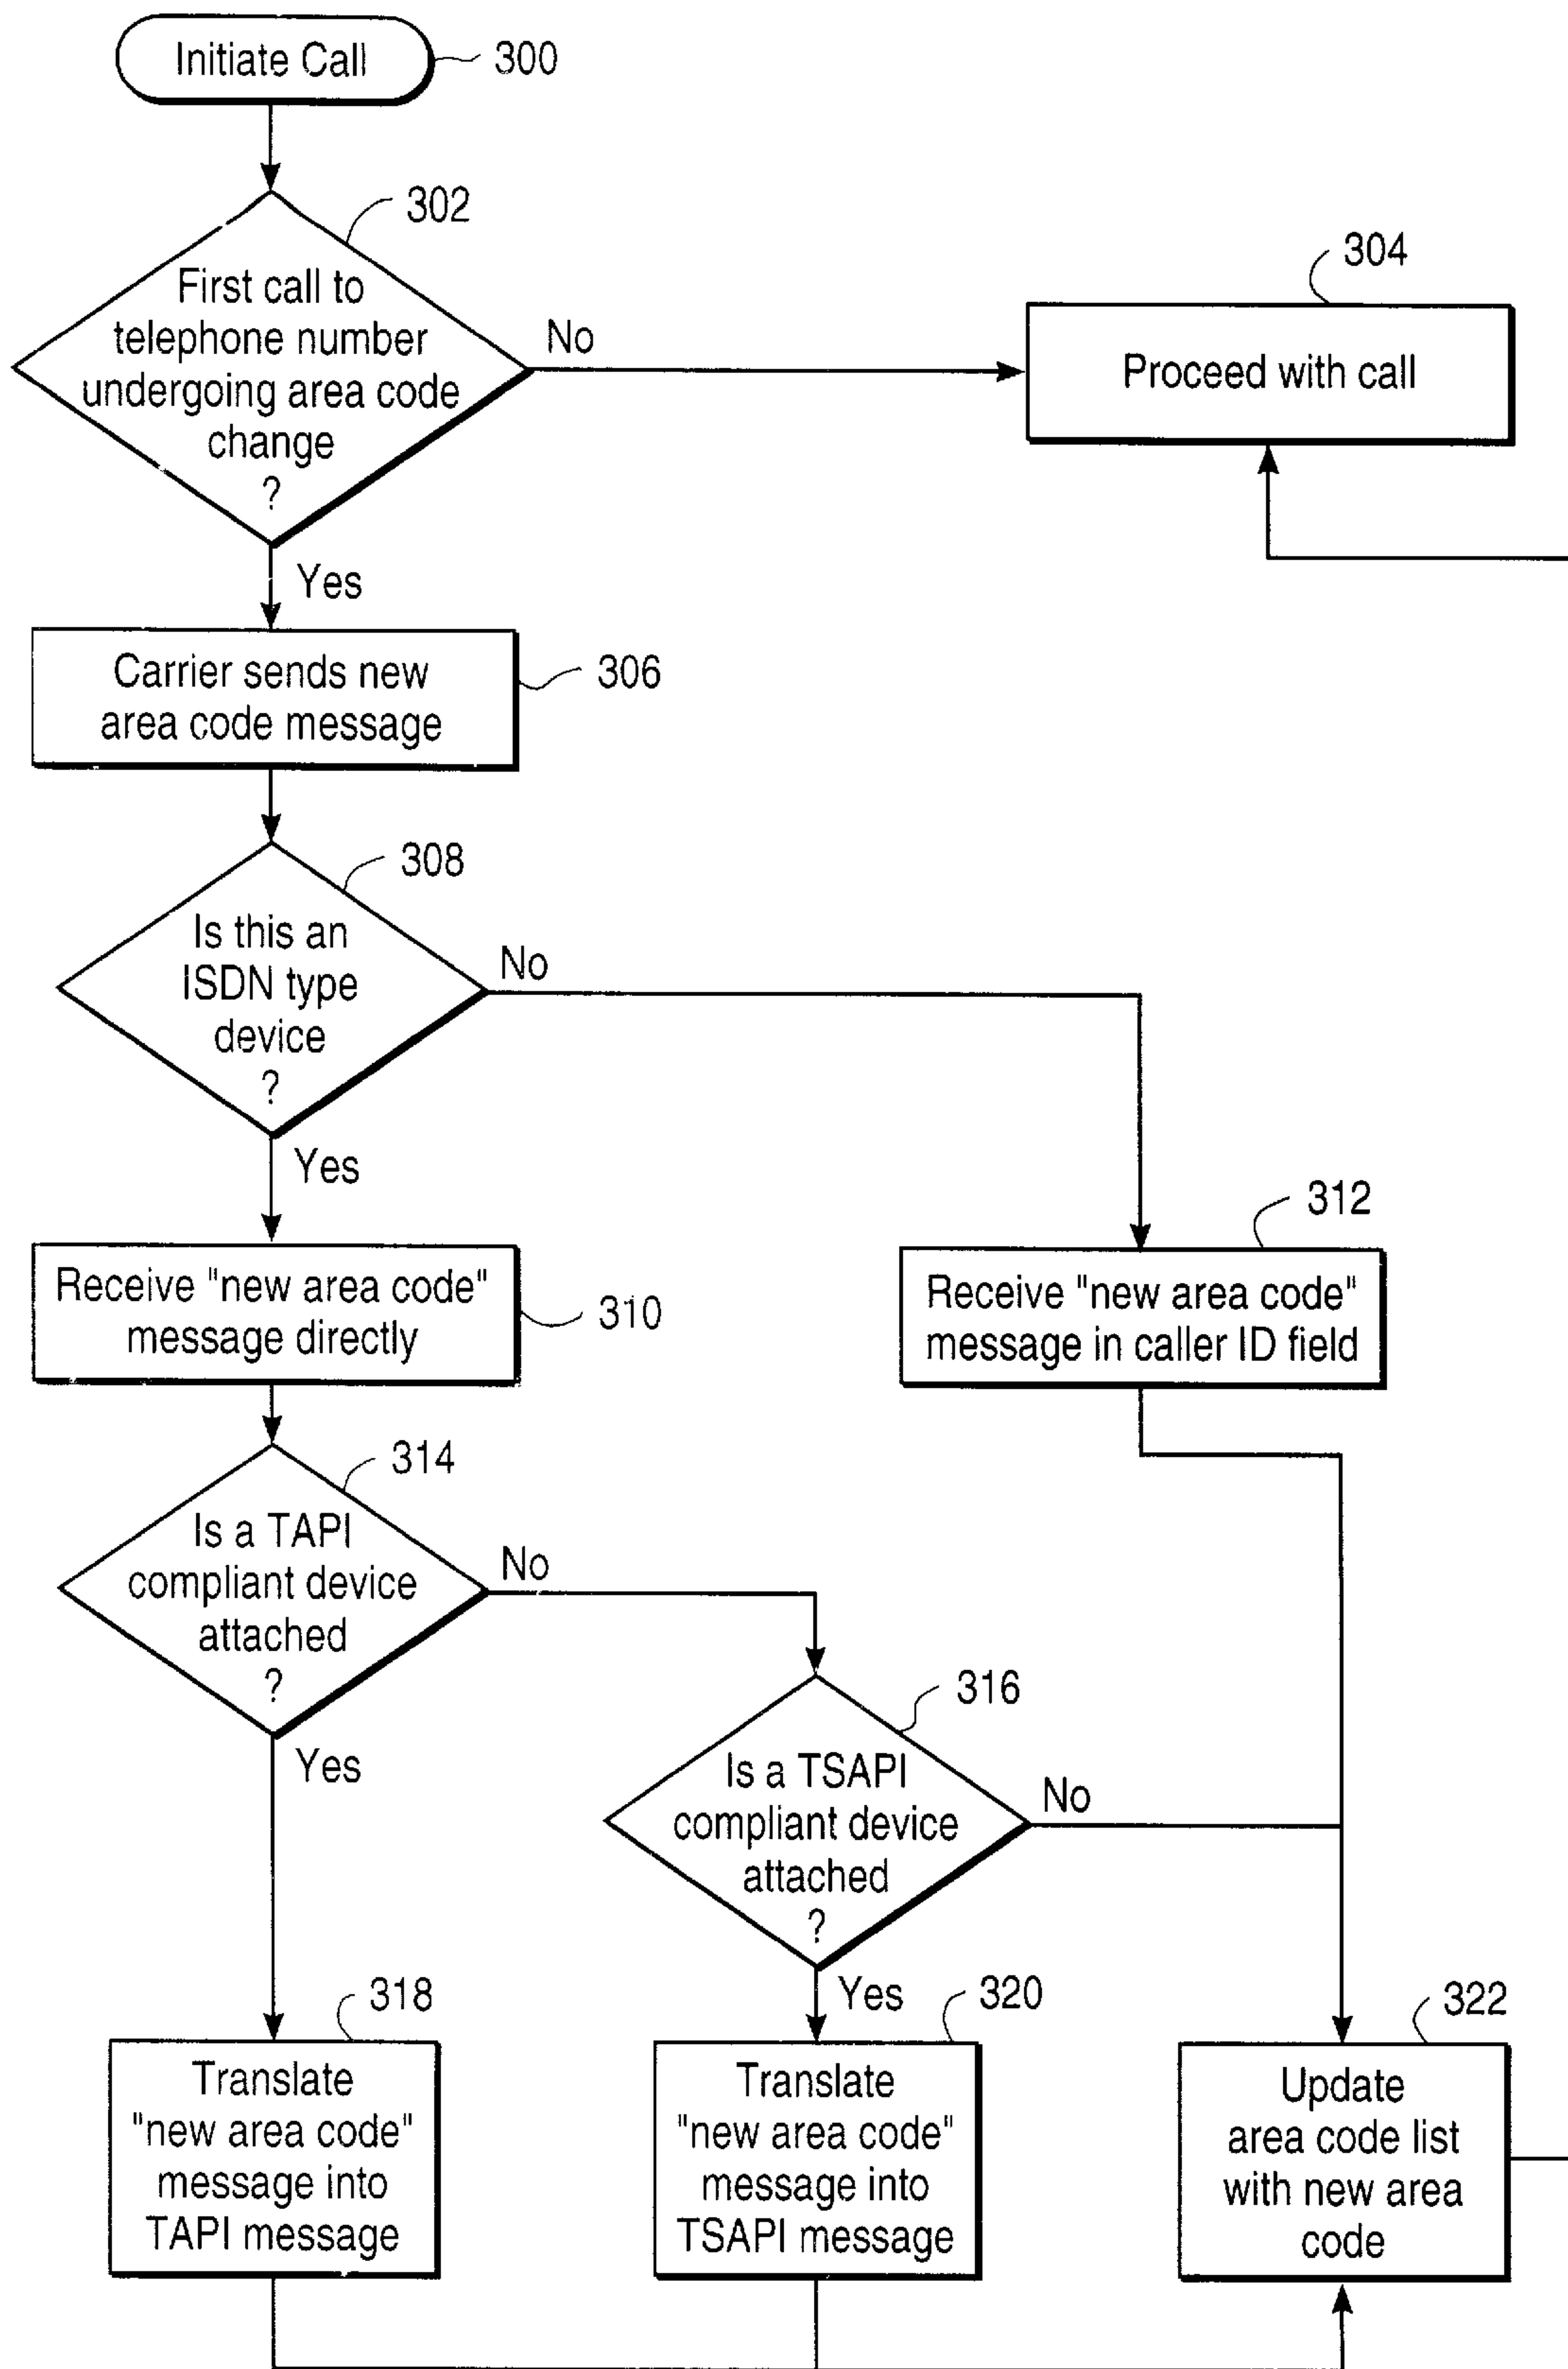 Initiate Call
300
302
First call to
telephone number
undergoing area code
change
?
No
304
Proceed with call
Yes
Carrier sends new
area code message
306
308
Is this an
ISDN type
device
?
No
Yes
Receive "new area code"
message directly
310
312
Receive "new area code"
message in caller ID field
314
Is a TAPI
compliant device
attached
?
No
Yes
316
Is a TSAPI
compliant device
attached
?
No
Yes
318
Translate
"new area code"
message into
TAPI message
320
Translate
"new area code"
message into
TSAPI message
322
Update
area code list
with new area
code